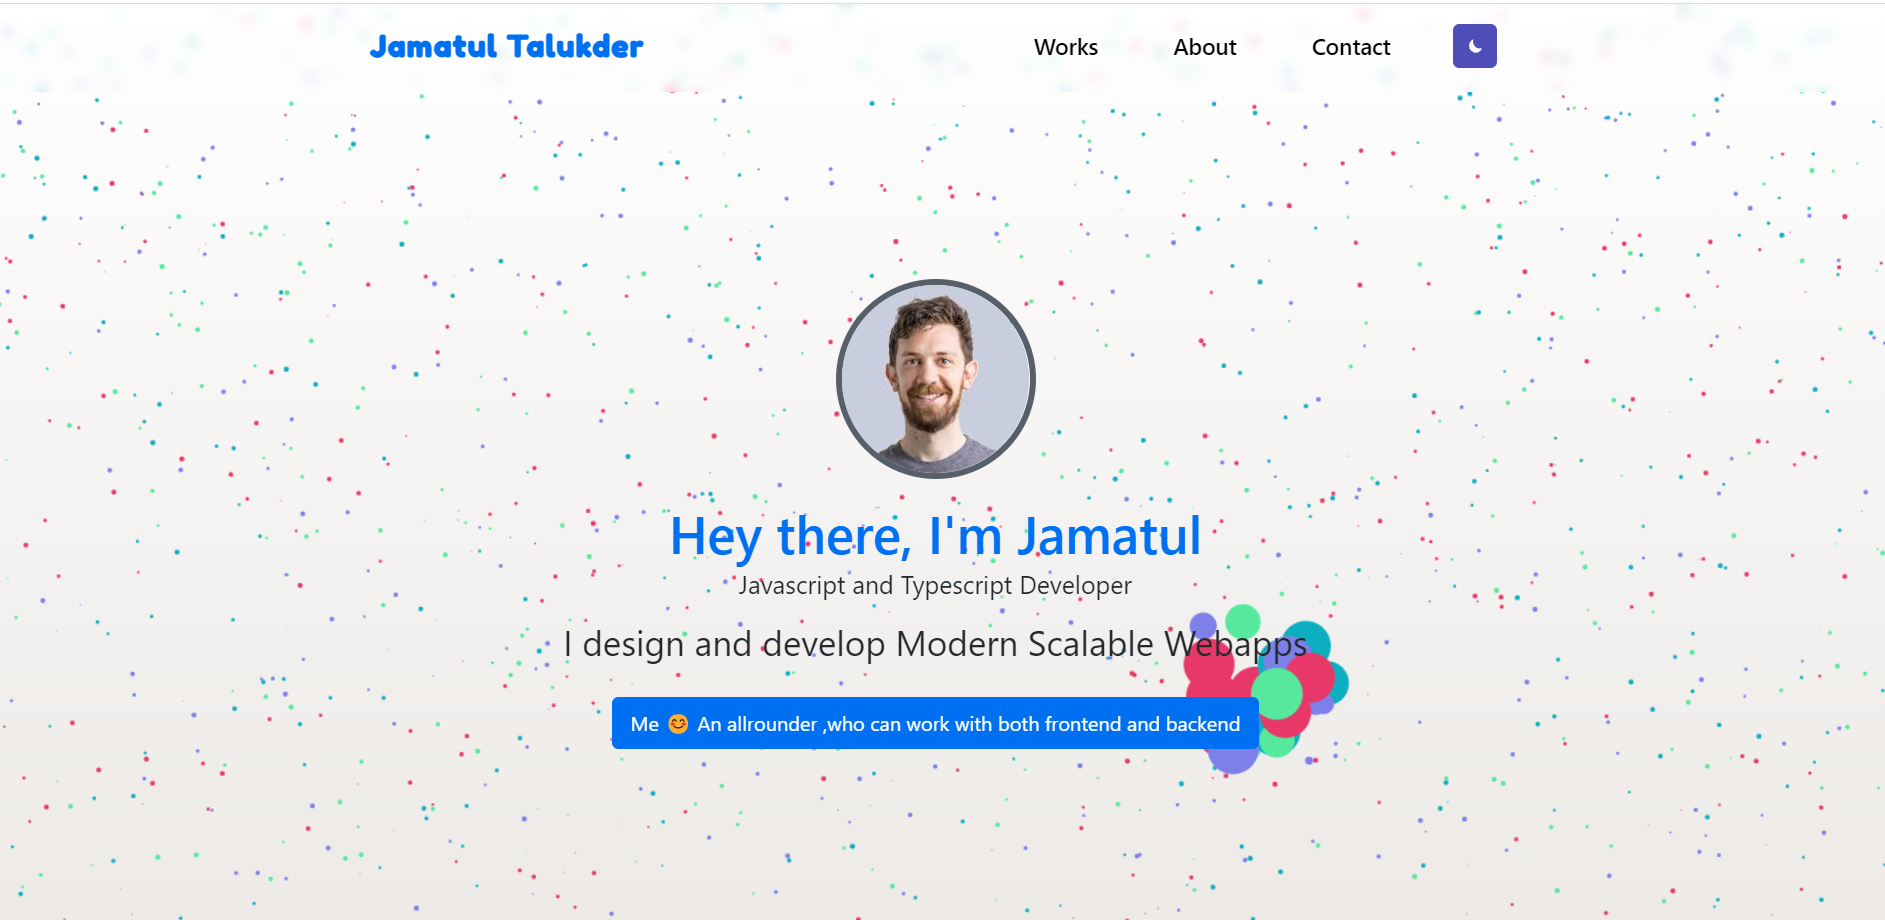 Jamatul Talukder
Works About Contact
Hey there, I'm Jamatul
Javascript and Typescript Developer
I design and develop Modern Scalable Webapps
Me 😊 An allrounder ,who can work with both frontend and backend